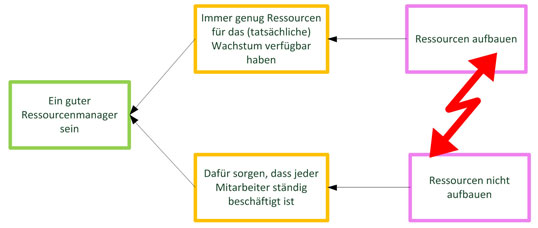 Immer genug Ressourcen
für das (tatsächliche)
Wachstum verfügbar
haben
Ressourcen aufbauen
Ein guter
Ressourcenmanager
sein
Dafür sorgen, dass jeder
Mitarbeiter ständig
beschäftigt ist
Ressourcen nicht
aufbauen